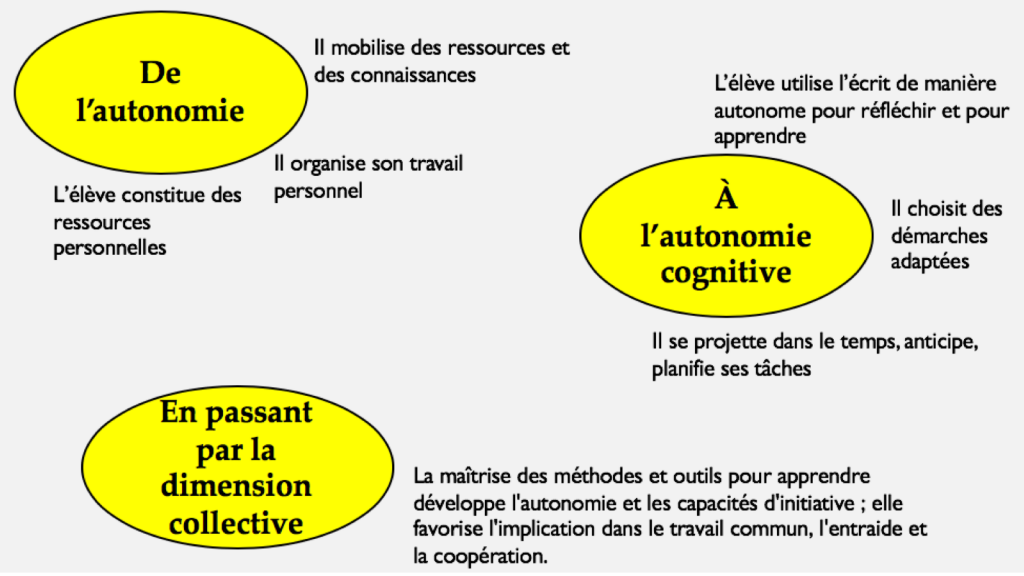 De
l'autonomie
Il mobilise des ressources et
des connaissances
Il organise son travail
personnel
L'élève constitue des
ressources
personnelles
L'élève utilise l'écrit de manière
autonome pour réfléchir et pour
apprendre
À
l'autonomie
cognitive
Il choisit des
démarches
adaptées
Il se projette dans le temps, anticipe,
planifie ses tâches
En passant
par la
dimension
collective
La maîtrise des méthodes et outils pour apprendre
développe l'autonomie et les capacités d'initiative ; elle
favorise l'implication dans le travail commun, l'entraide et
la coopération.